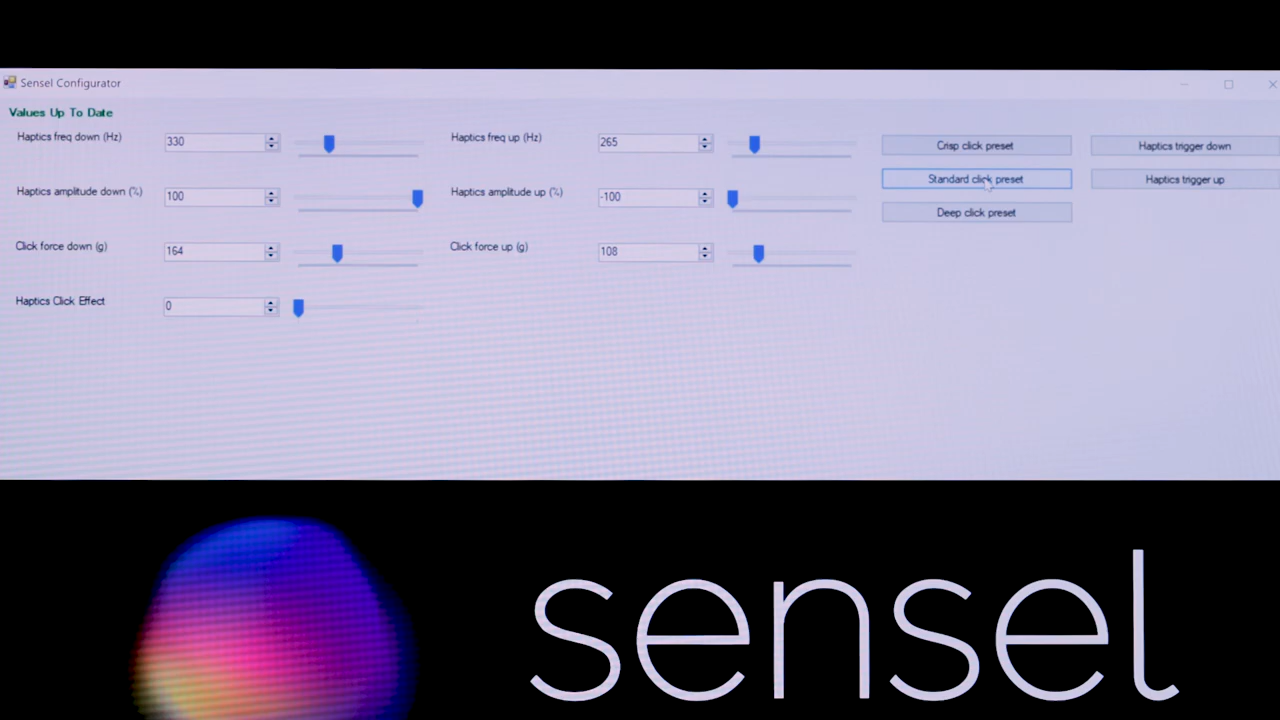 Sensel Configurator
Values Up To Date
Haptics freq down (Hz) 330 Haptics freq up (Hz) 265 Crisp click preset Haptics trigger down
Haptics amplitude down (%) 100 Haptics amplitude up (%) -100 Standard click preset Haptics trigger up
Deep click preset
Click force down (g) 164 Click force up (g) 108
Haptics Click Effect 0
sensel